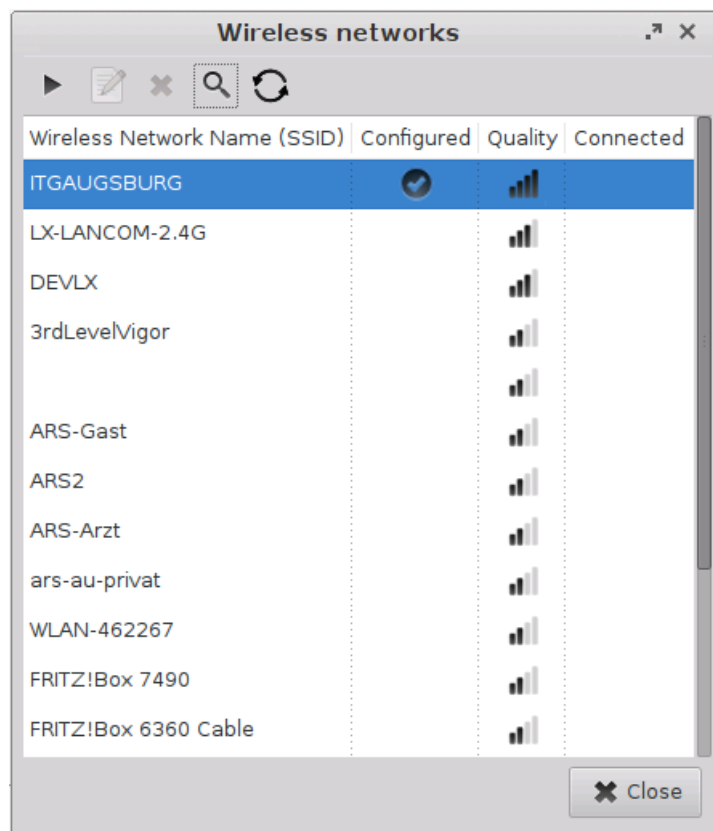 Wireless networks
Wireless Network Name (SSID) Configured Quality Connected
ITGAUGSBURG
LX-LANCOM-2.4G
DEVLX
3rdLevelVigor
ARS-Gast
ARS2
ARS-Arzt
ars-au-privat
WLAN-462267
FRITZ!Box 7490
FRITZ!Box 6360 Cable
Close